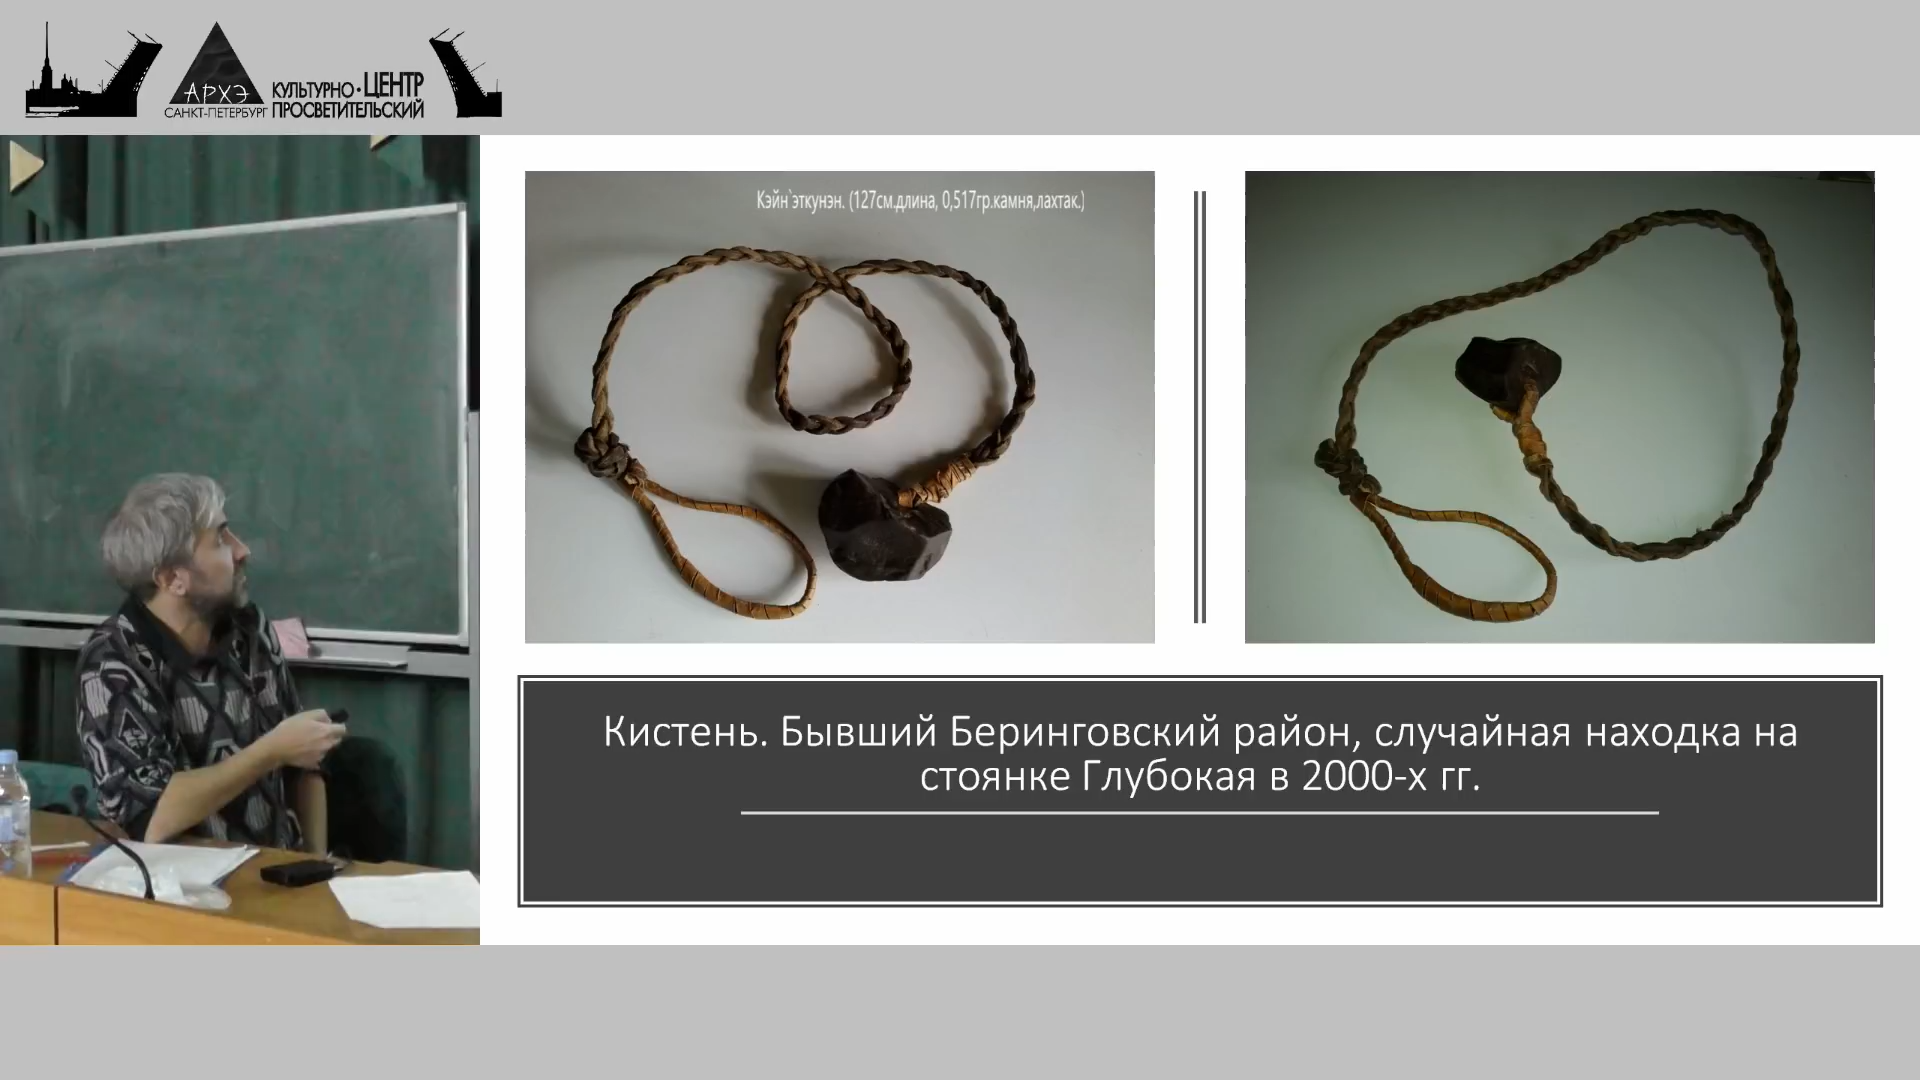 АРХЭ
САНКТ-ПЕТЕРБУРГ
КУЛЬТУРНО·ЦЕНТР
ПРОСВЕТИТЕЛЬСКИЙ
Кэйн`эткунэн. (127см.длина, 0,517гр.камня,лахтак.)
Кистень. Бывший Беринговский район, случайная находка на
стоянке Глубокая в 2000-х гг.